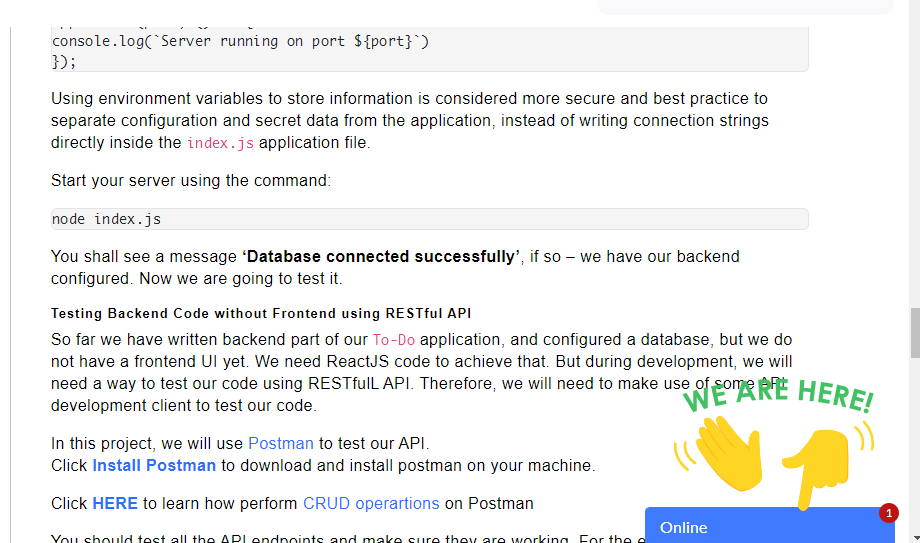 console.log(`Server running on port ${port}`)
});
Using environment variables to store information is considered more secure and best practice to
separate configuration and secret data from the application, instead of writing connection strings
directly inside the index.js application file.
Start your server using the command:
node index.js
You shall see a message ‘Database connected successfully’, if so – we have our backend
configured. Now we are going to test it.
Testing Backend Code without Frontend using RESTful API
So far we have written backend part of our To-Do application, and configured a database, but we do
not have a frontend UI yet. We need ReactJS code to achieve that. But during development, we will
need a way to test our code using RESTfulL API. Therefore, we will need to make use of some API
development client to test our code.
WE ARE HERE!
In this project, we will use Postman to test our API.
Click Install Postman to download and install postman on your machine.
Click HERE to learn how perform CRUD operartions on Postman
1
Online
You should test all the API endpoints and make sure they are working. For the